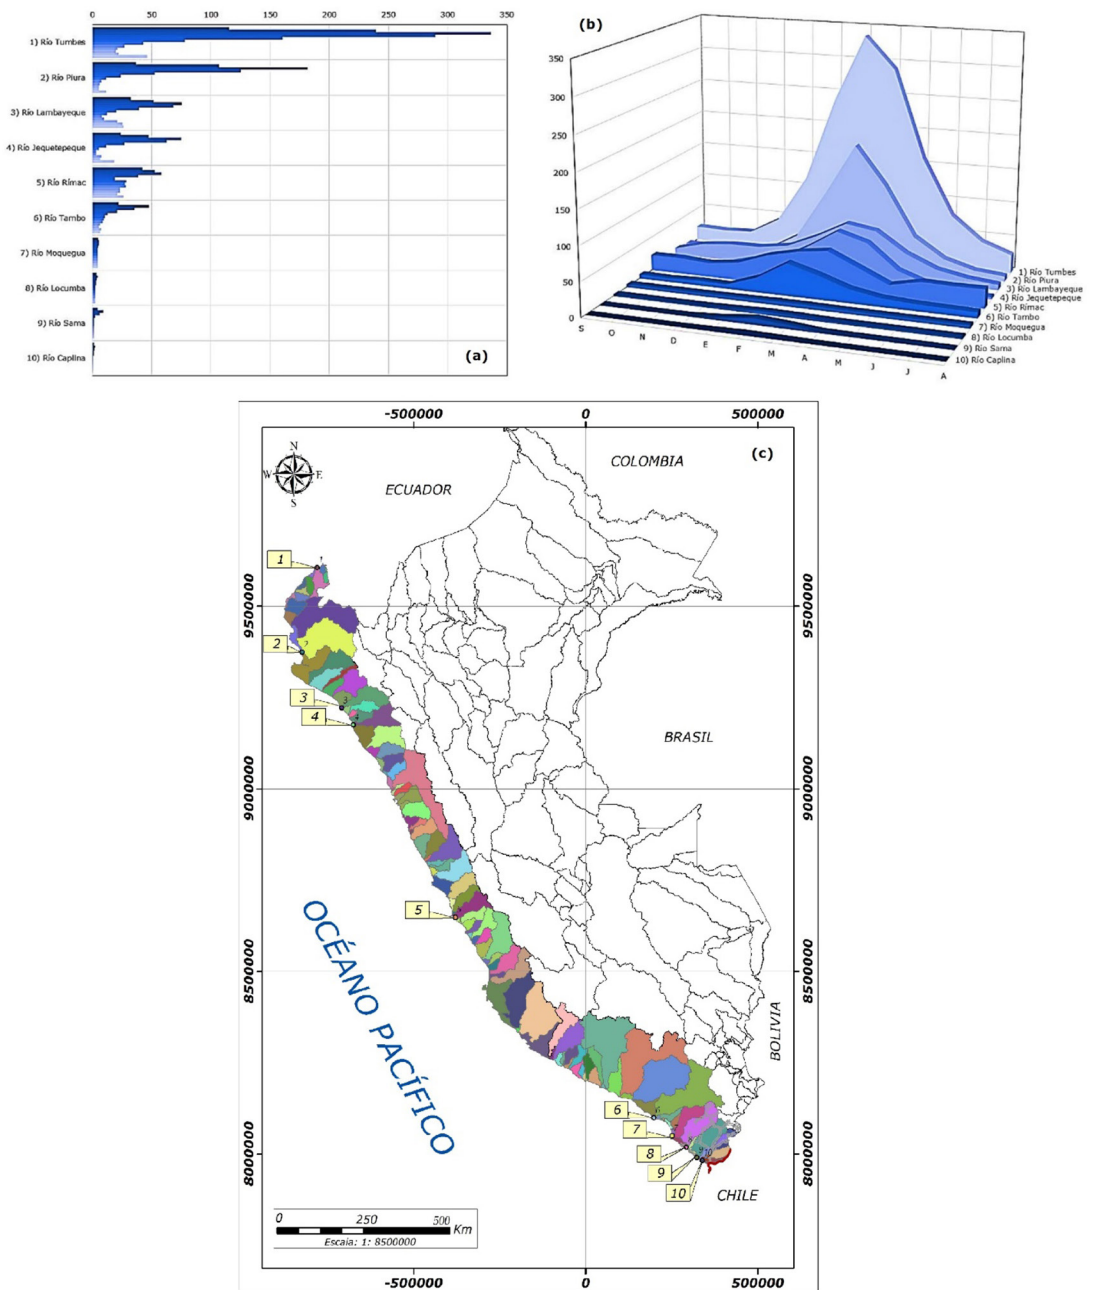 0 50 100 150 200 250 300 350
1) Río Tumbes
2) Río Piura
3) Río Lambayeque
4) Río Jequetepeque
5) Río Rímac
6) Río Tambo
7) Río Moquegua
8) Río Locumba
9) Río Sama
10) Río Caplina
(a)
(b)
350
300
250
200
150
100
50
0
S O N D E F M A M J J A
1) Río Tumbes
2) Río Piura
3) Río Lambayeque
4) Río Jequetepeque
5) Río Rímac
6) Río Tambo
7) Río Moquegua
8) Río Locumba
9) Río Sama
10) Río Caplina
-500000 0 500000
(c)
N
W E
S
COLOMBIA
ECUADOR
BRASIL
BOLIVIA
CHILE
OCÉANO PACÍFICO
9500000
9000000
8500000
8000000
9500000
9000000
8500000
8000000
1
2
3
4
5
6
7
8
9
10
0 250 500 Km
Escala: 1: 8500000
-500000 0 500000